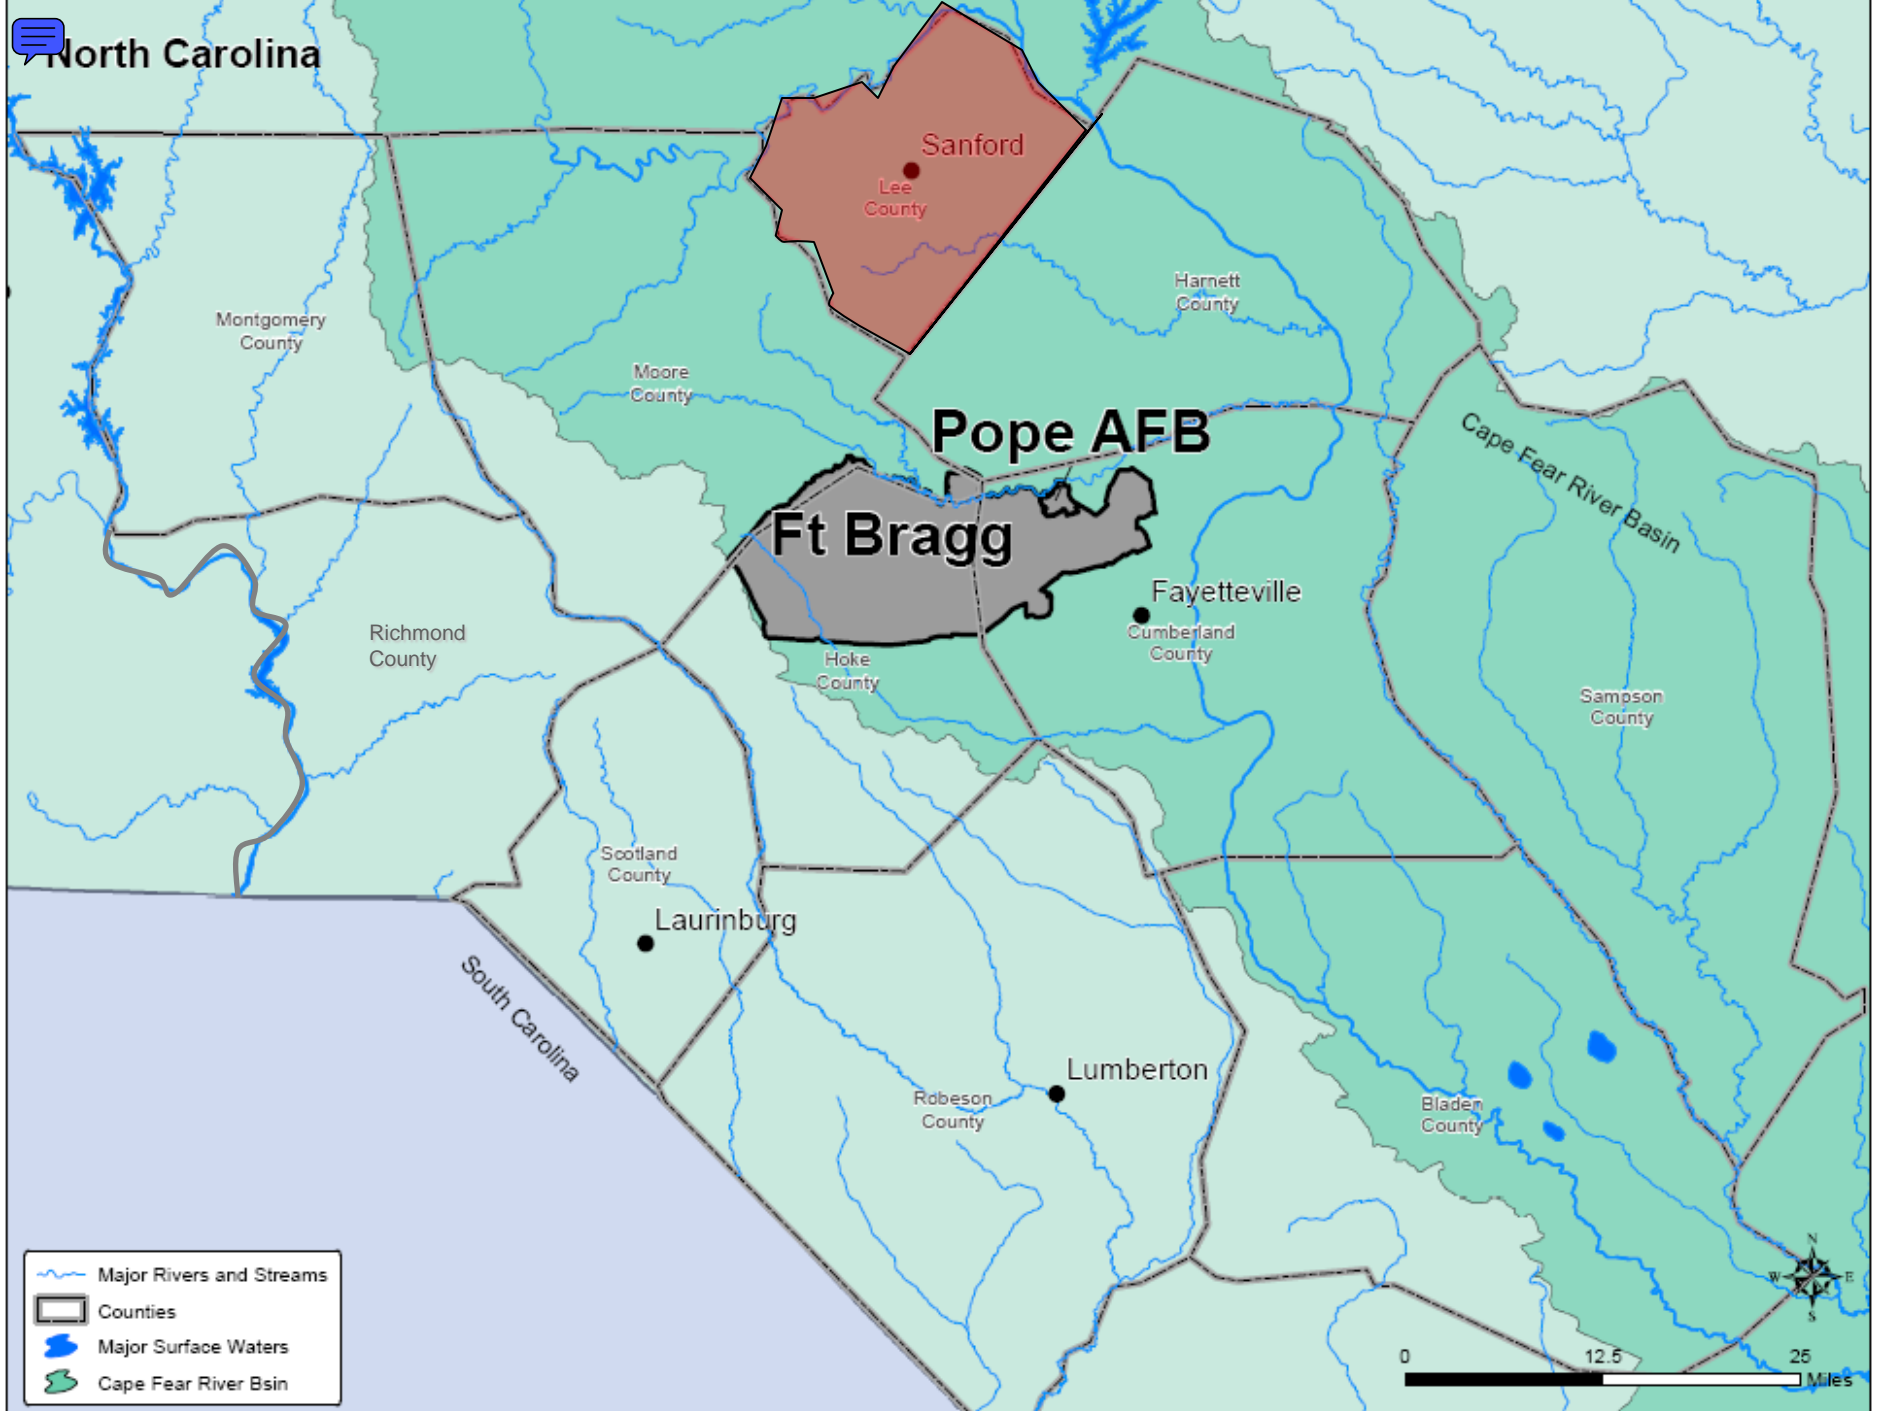 North Carolina
Sanford
Lee
County
Harnett
County
Montgomery
County
Moore
County
Pope AFB
Cape Fear River Basin
Ft Bragg
Fayetteville
Cumberland
County
Richmond
County
Hoke
County
Sampson
County
Scotland
County
Laurinburg
South Carolina
Lumberton
Robeson
County
Bladen
County
N
W
E
S
Major Rivers and Streams
Counties
Major Surface Waters
Cape Fear River Bsin
0
12.5
25
Miles